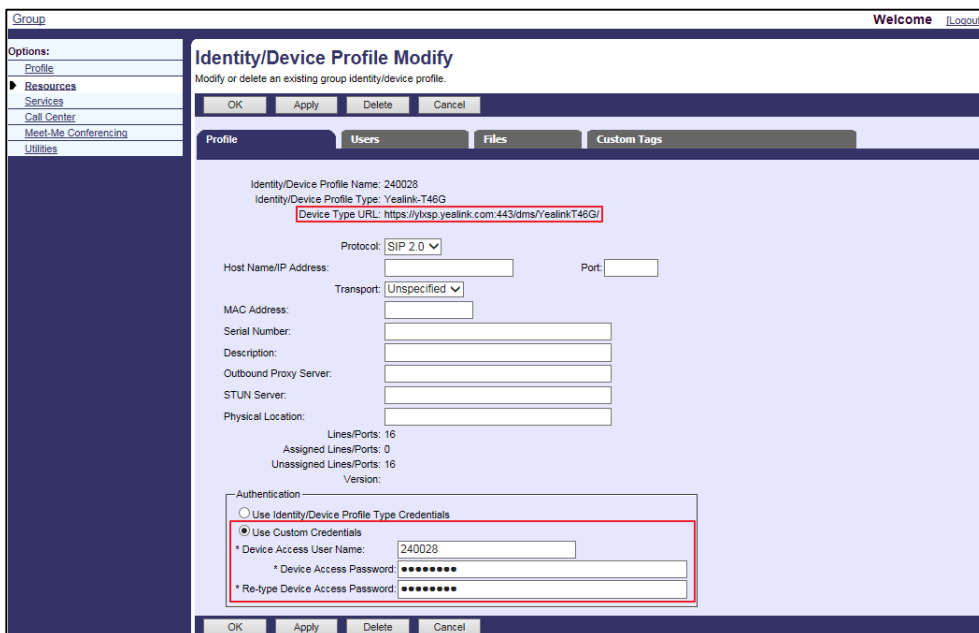 Group Welcome [Logout
Options:
Profile
Resources
Services
Call Center
Meet-Me Conferencing
Utilities
Identity/Device Profile Modify
Modify or delete an existing group identity/device profile.
OK Apply Delete Cancel
Profile Users Files Custom Tags
Identity/Device Profile Name: 240028
Identity/Device Profile Type: Yealink-T46G
Device Type URL: https://ylxsp.yealink.com:443/dms/YealinkT46G/
Protocol: SIP 2.0
Host Name/IP Address: Port:
Transport: Unspecified
MAC Address:
Serial Number:
Description:
Outbound Proxy Server:
STUN Server:
Physical Location:
Lines/Ports: 16
Assigned Lines/Ports: 0
Unassigned Lines/Ports: 16
Version:
Authentication
Use Identity/Device Profile Type Credentials
Use Custom Credentials
* Device Access User Name: 240028
* Device Access Password: ●●●●●●●●
* Re-type Device Access Password: ●●●●●●●●
OK Apply Delete Cancel